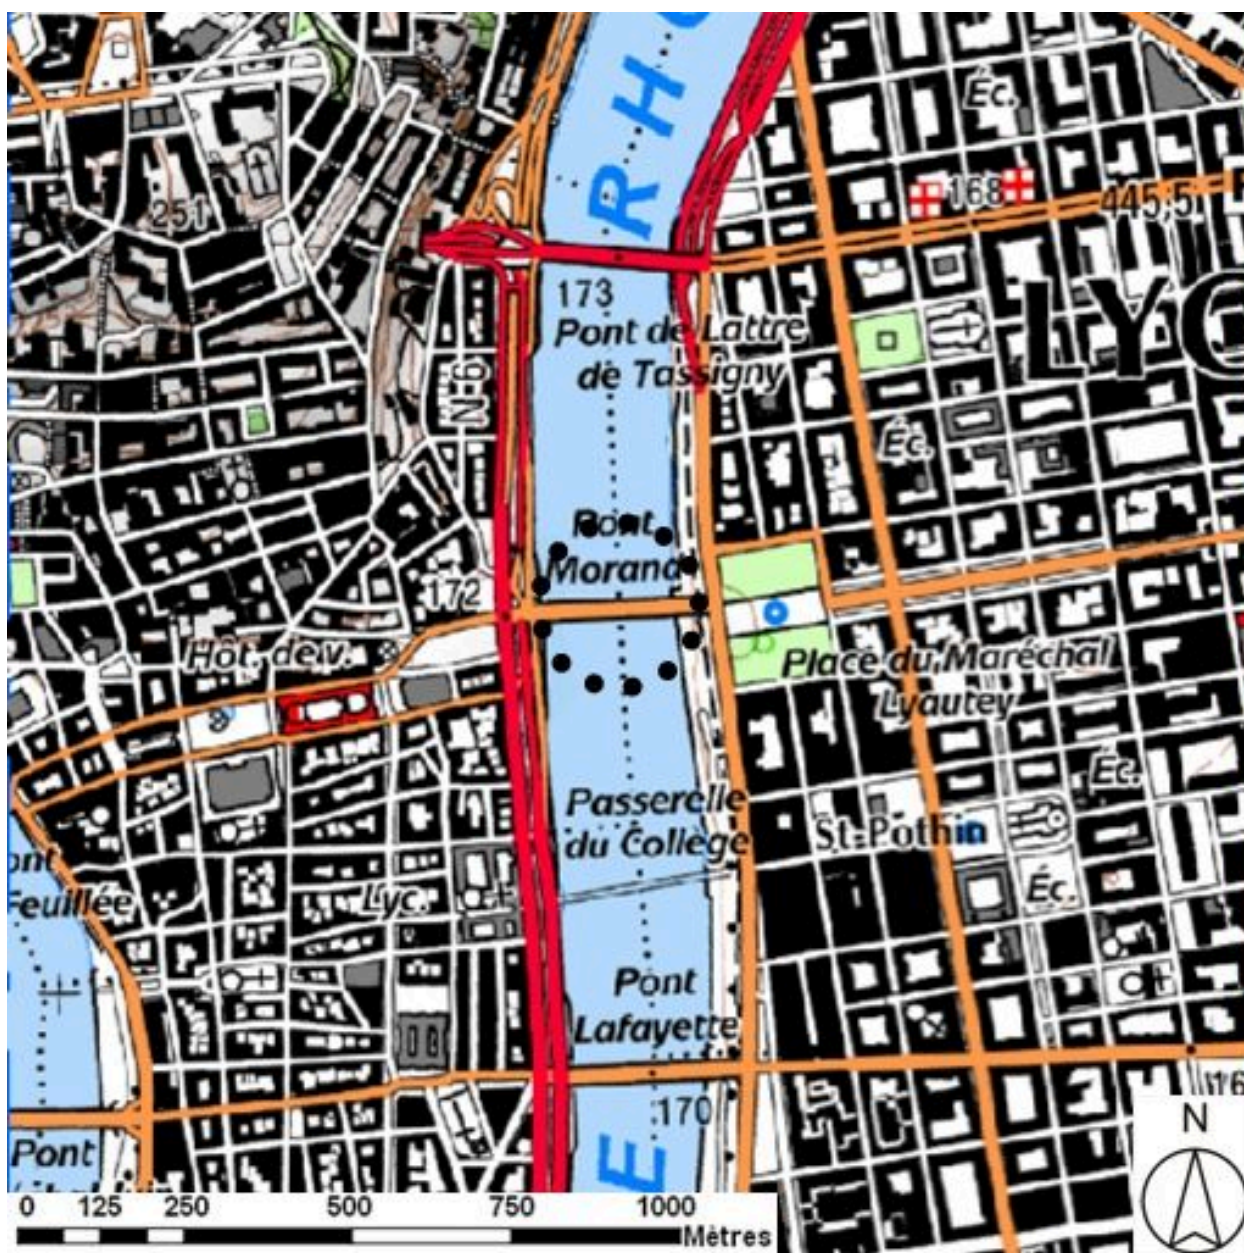 RHO
Éc.
168
445,5
251
173
LYO
Pont de Lattre
de Tassigny
N 6
Éc.
Pont
Morand
172
Hôt. de v.
Place du Maréchal
Lyautey
Éc.
Passerelle
du Collège
St-Pothin
ont
Feuillée
Lyc.
Éc.
Pont
Lafayette
170
16
N
Pont
E
0 125 250 500 750 1000
Mètres